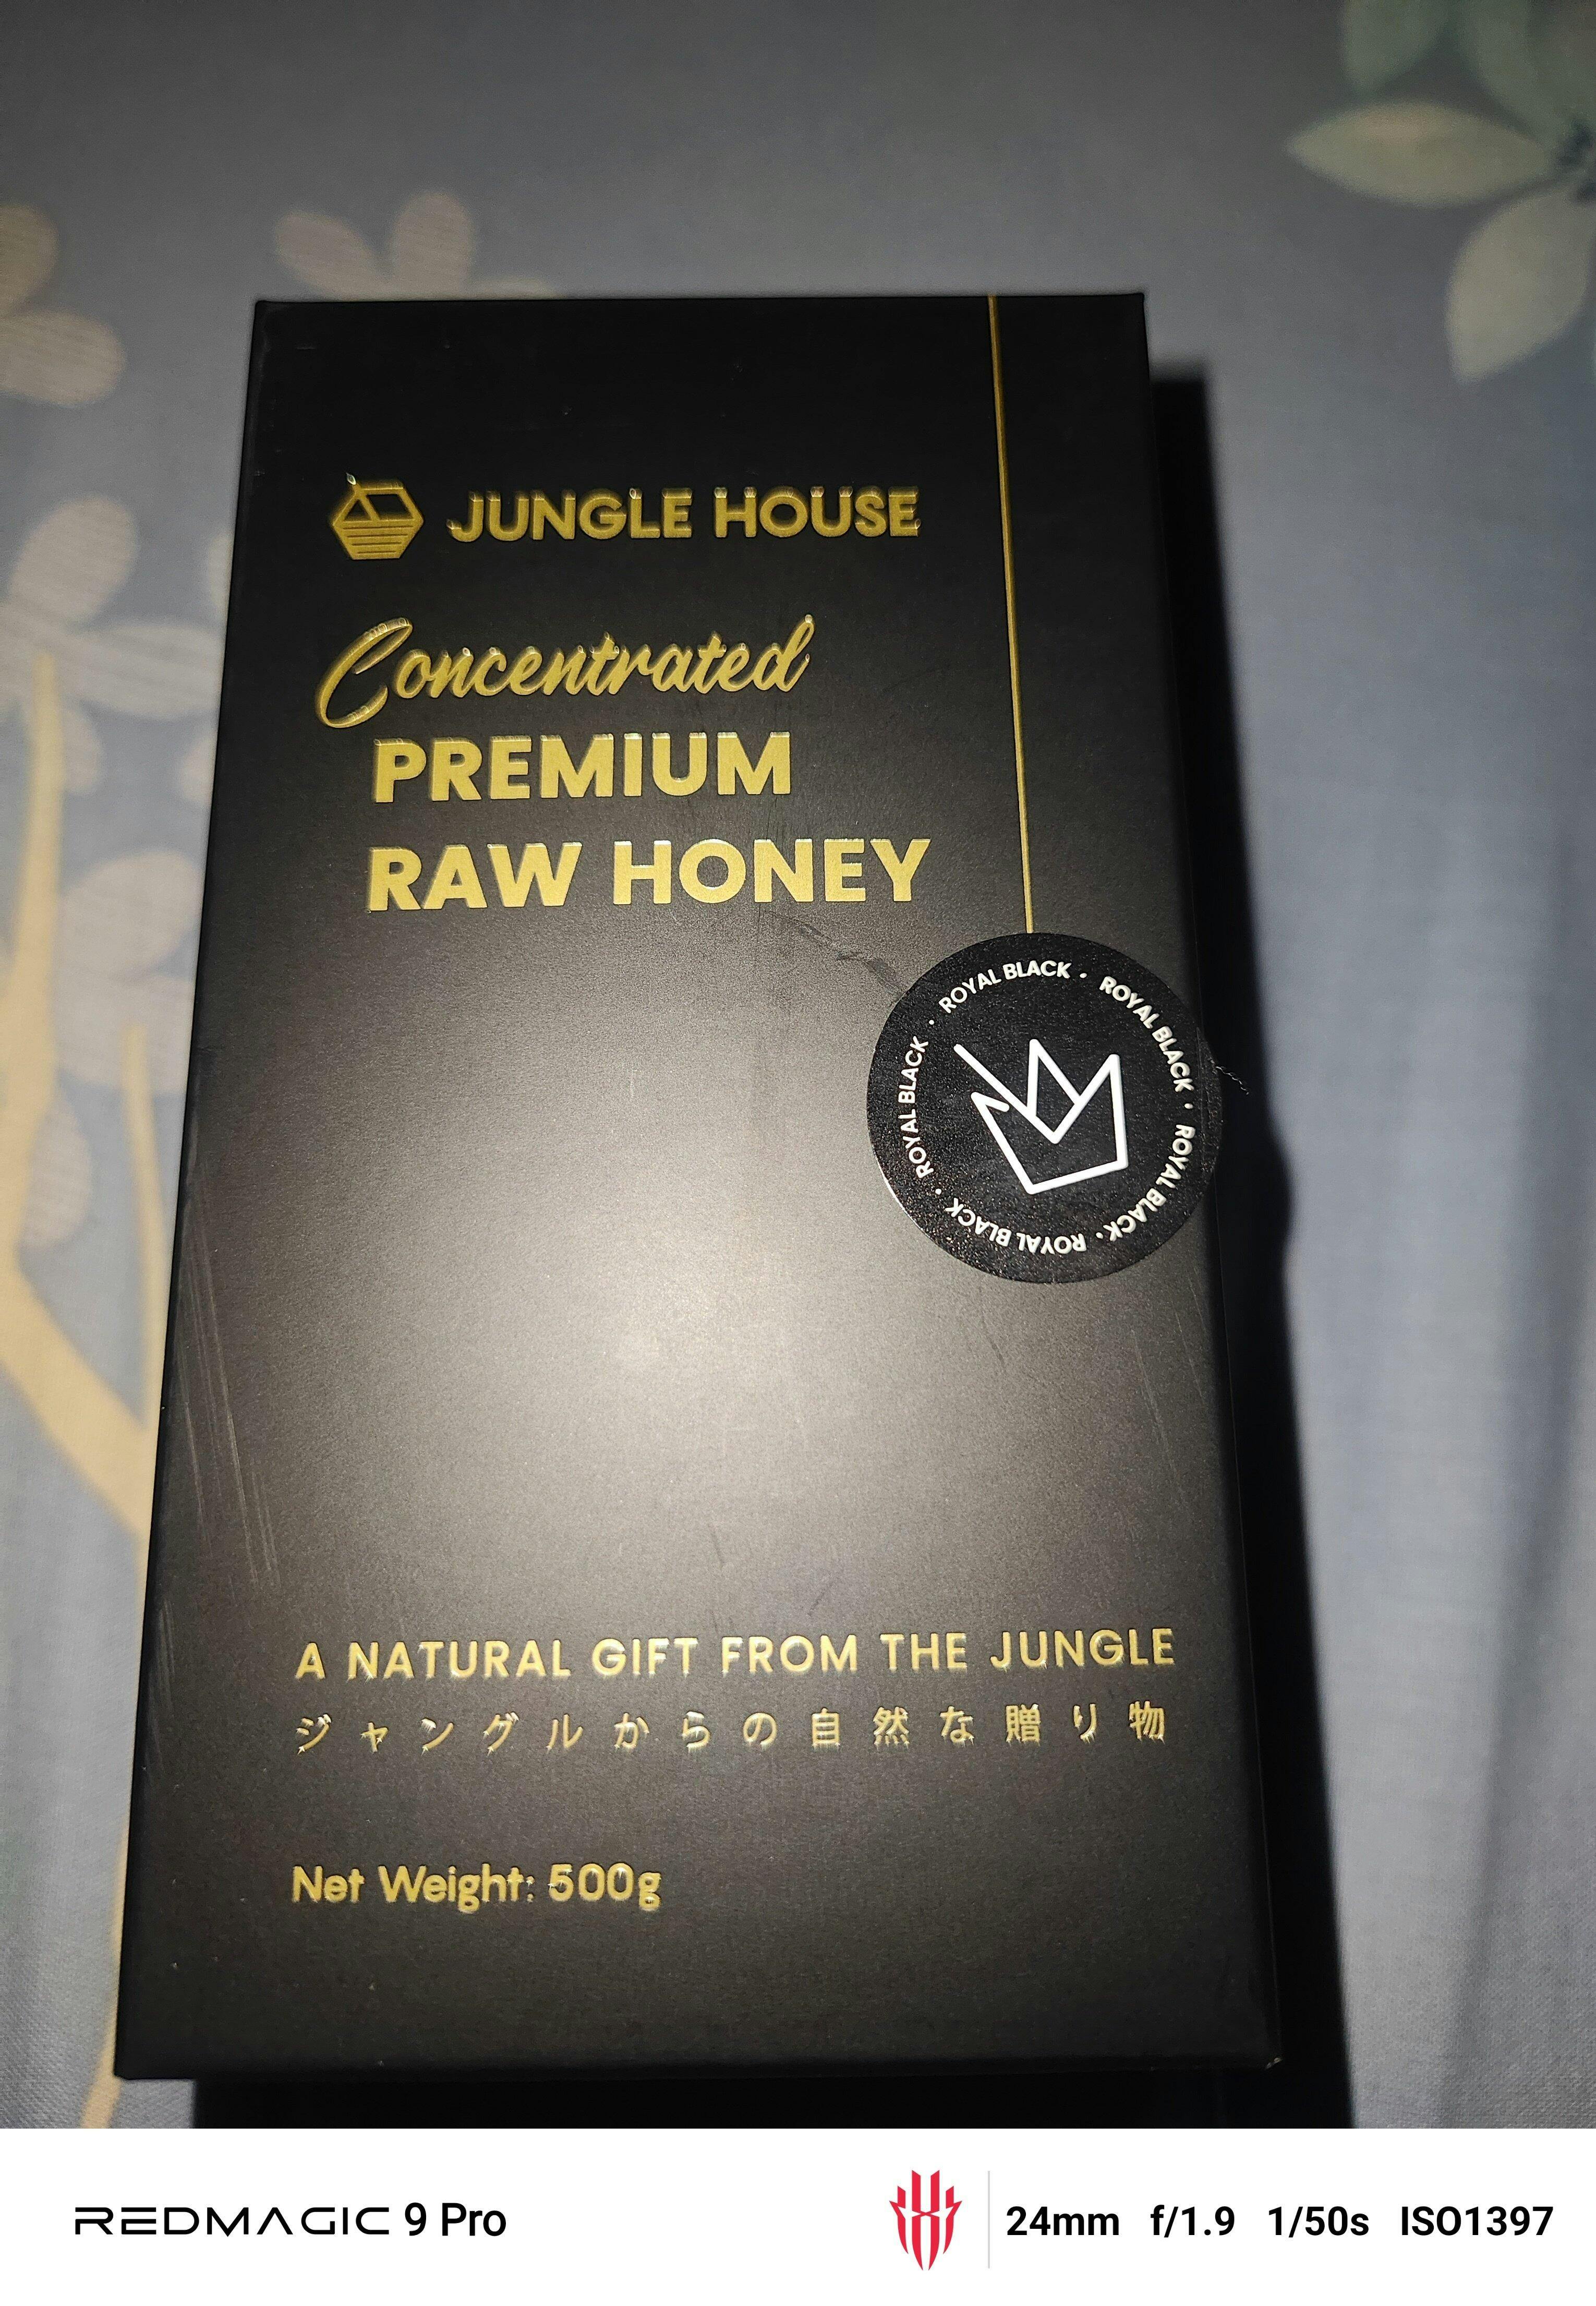 JUNGLE HOUSE
Concentrated
PREMIUM
RAW HONEY
ROYAL BLACK · ROYAL BLACK · ROYAL BLACK · ROYAL BLACK · ROYAL BLACK ·
A NATURAL GIFT FROM THE JUNGLE
ジャングルからの自然な贈り物
Net Weight: 500g
REDMAGIC 9 Pro
24mm f/1.9 1/50s ISO1397